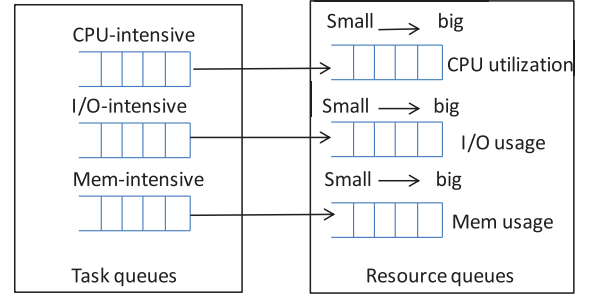 CPU-intensive
I/O-intensive
Mem-intensive
Task queues
Small big
CPU utilization
Small big
I/O usage
Small big
Mem usage
Resource queues